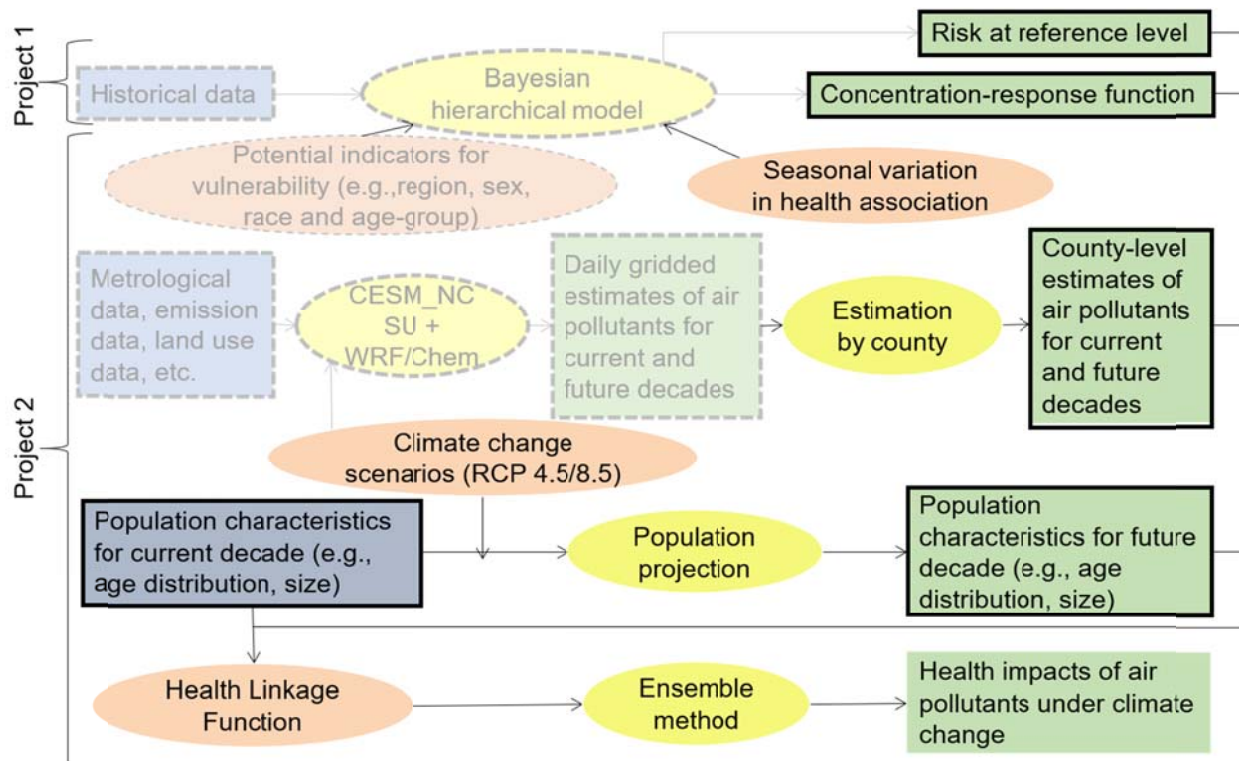 Project 1
Risk at reference level
Historical data
Bayesian
hierarchical model
Concentration-response function
Potential indicators for
vulnerability (e.g.,region, sex,
race and age-group)
Seasonal variation
in health association
Project 2
Metrological
data, emission
data, land use
data, etc.
CESM_NC
SU +
WRF/Chem
Daily gridded
estimates of air
pollutants for
current and
future decades
Estimation
by county
County-level
estimates of
air pollutants
for current
and future
decades
Climate change
scenarios (RCP 4.5/8.5)
Population characteristics
for current decade (e.g.,
age distribution, size)
Population
projection
Population
characteristics for future
decade (e.g., age
distribution, size)
Health Linkage
Function
Ensemble
method
Health impacts of air
pollutants under climate
change